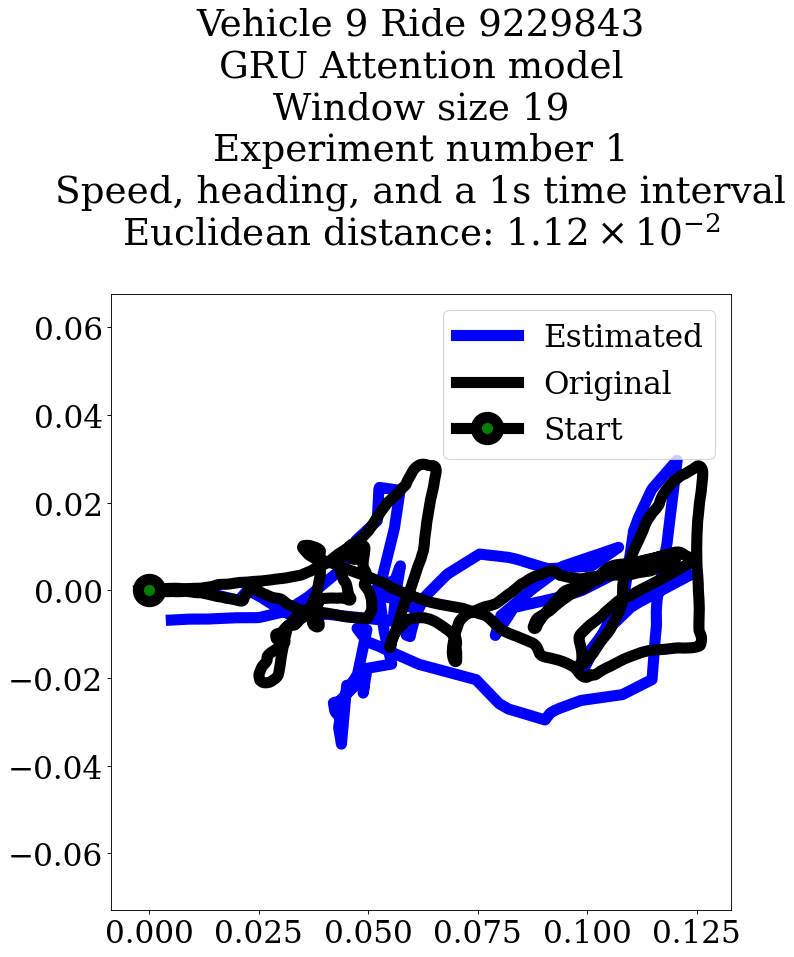 Vehicle 9 Ride 9229843
GRU Attention model
Window size 19
Experiment number 1
Speed, heading, and a 1s time interval
Euclidean distance: 1.12 × 10⁻²
Estimated
Original
Start
0.06
0.04
0.02
0.00
−0.02
−0.04
−0.06
0.000 0.025 0.050 0.075 0.100 0.125